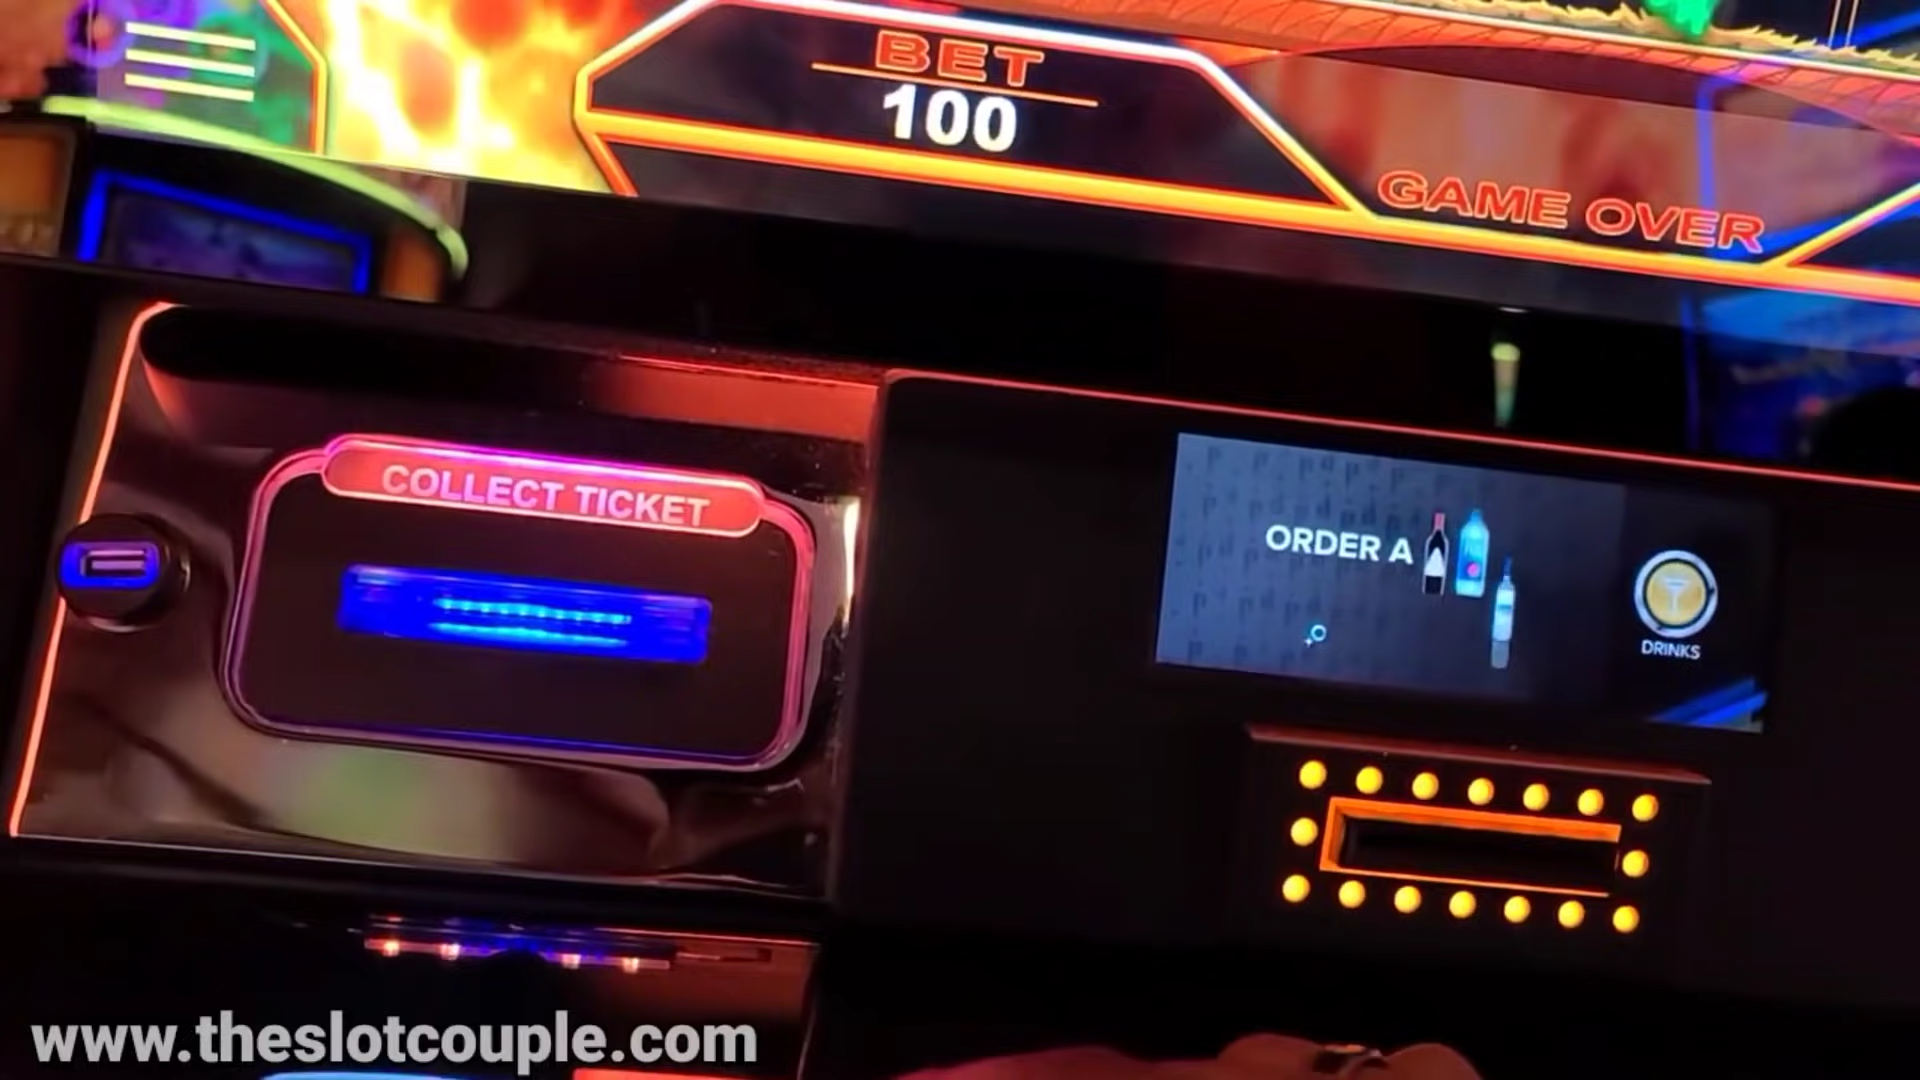 BET
100
GAME OVER
COLLECT TICKET
ORDER A
DRINKS
www.theslotcouple.com